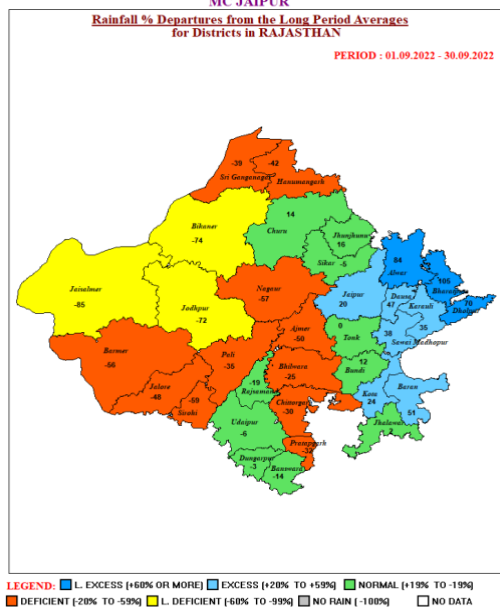 MC JAIPUR
Rainfall % Departures from the Long Period Averages
for Districts in RAJASTHAN
PERIOD : 01.09.2022 - 30.09.2022
-39
-42
Sri Ganganagar
Hanumangarh
14
Churu
Bikaner
-74
Jhunjhunu
16
Sikar -5
84
Alwar
105
Bharatpur
70
Dholpur
Jaisalmer
-85
Jodhpur
-72
Nagaur
-57
Jaipur
20
Dausa
47
Karauli
35
38
Sawai Madhopur
0
Tonk
Ajmer
-50
Barmer
-56
Pali
-35
Bhilwara
-25
12
Bundi
Jalore
-48
-59
Sirohi
-19
Rajsamand
Chittorgarh
-30
Kota
24
Baran
51
Udaipur
-6
Jhalawar
2
Pratapgarh
-32
Dungarpur
-3
Banswara
-14
LEGEND: L. EXCESS (+60% OR MORE) EXCESS (+20% TO +59%) NORMAL (+19% TO -19%)
DEFICIENT (-20% TO -59%) L. DEFICIENT (-60% TO -99%) NO RAIN (-100%) NO DATA